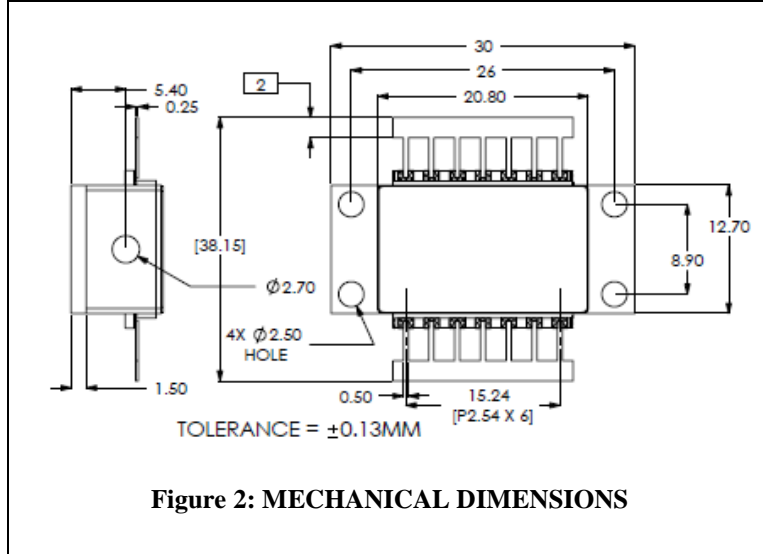 30
26
20.80
2
5.40
0.25
[38.15]
12.70
8.90
Ø2.70
4X Ø2.50
HOLE
1.50
0.50
15.24
[P2.54 X 6]
TOLERANCE = ±0.13MM
Figure 2: MECHANICAL DIMENSIONS